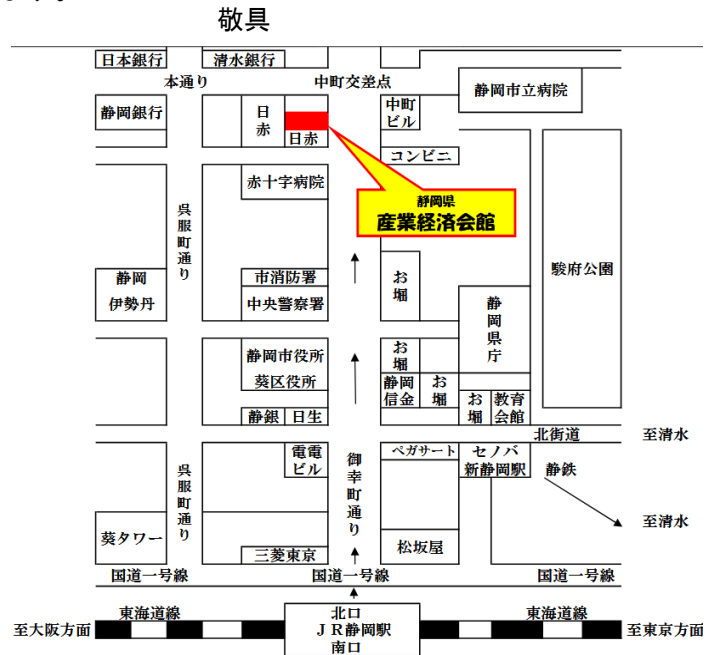 敬具
日本銀行
清水銀行
本通り
中町交差点
静岡市立病院
静岡銀行
日赤
日赤
中町
ビル
コンビニ
赤十字病院
静岡県
産業経済会館
呉服町通り
駿府公園
静岡
伊勢丹
市消防署
中央警察署
お堀
静岡県庁
静岡市役所
葵区役所
お堀
静岡
信金
お堀
お堀
教育
会館
静銀
日生
北街道
至清水
電電
ビル
ペガサート
セノバ
新静岡駅
静鉄
呉服町通り
御幸町通り
至清水
葵タワー
三菱東京
松坂屋
国道一号線
国道一号線
国道一号線
東海道線
北口
東海道線
至大阪方面
JR静岡駅
至東京方面
南口